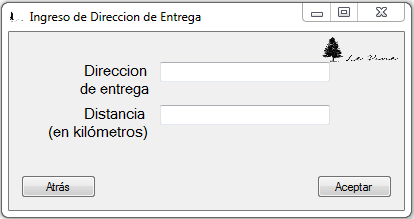 Ingreso de Direccion de Entrega
Direccion
de entrega
Distancia
(en kilómetros)
Atrás
Aceptar